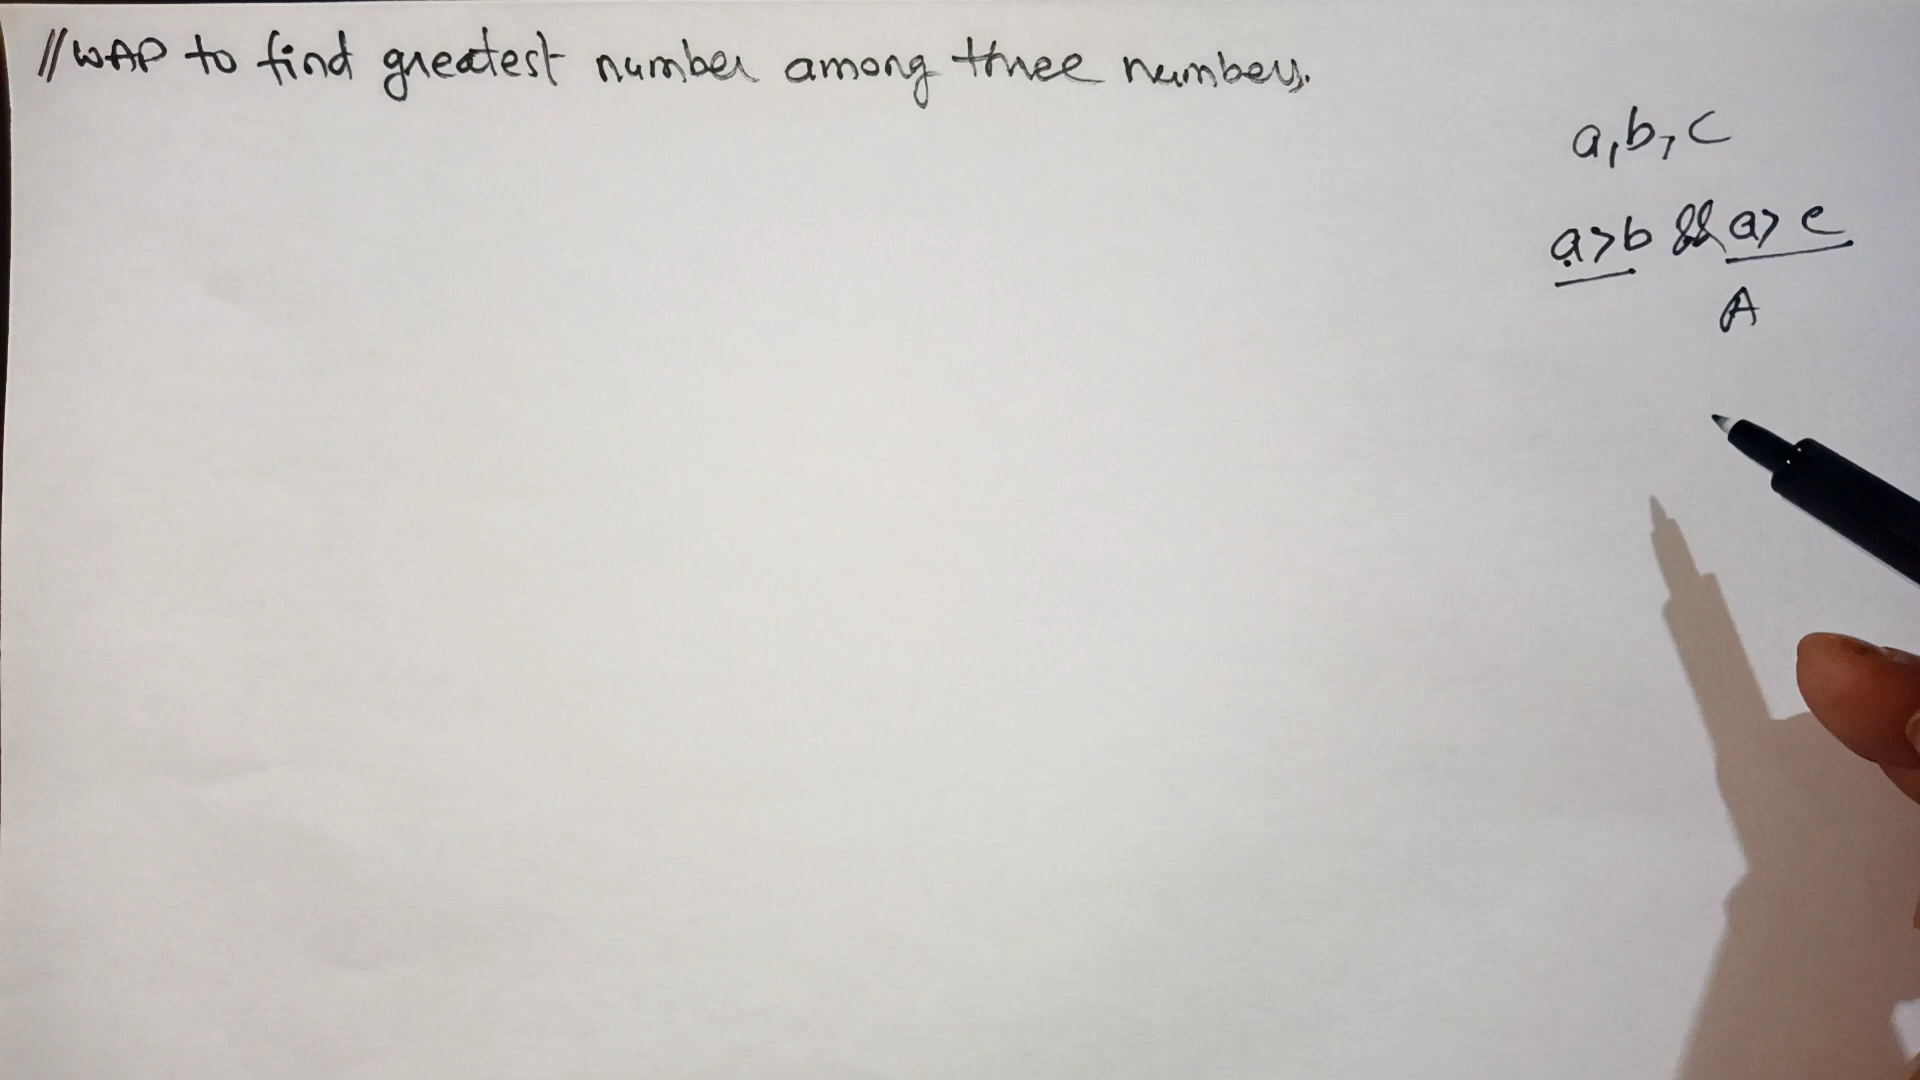 //WAP to find greatest number among three numbers.
a,b,c
a>b && a>c
A